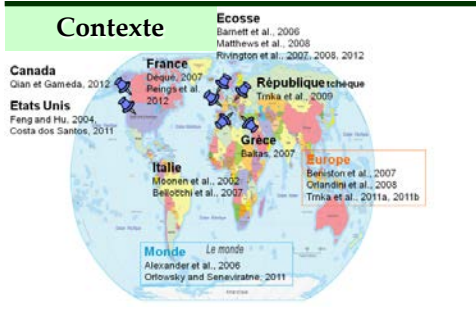 Contexte
Ecosse
Barnett et al., 2006
Matthews et al., 2008
Rivington et al., 2007, 2008, 2012
Canada
Qian et Gameda, 2012
Etats Unis
Feng and Hu, 2004,
Costa dos Santos, 2011
France
Déqué, 2007
Peings et al.
2012
République tchèque
Trnka et al., 2009
Grèce
Baltas, 2007
Italie
Moonen et al., 2002
Bellocchi et al., 2007
Europe
Beniston et al., 2007
Orlandini et al., 2008
Trnka et al., 2011a, 2011b
Monde
Le monde
Alexander et al., 2006
Orlowsky and Seneviratne, 2011